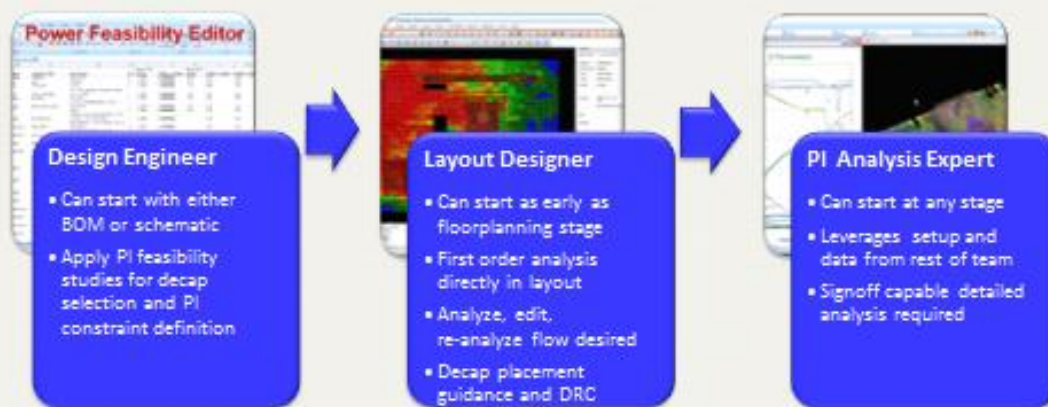 Power Feasibility Editor
Design Engineer
▪ Can start with either
BOM or schematic
▪ Apply PI feasibility
studies for decap
selection and PI
constraint definition
Layout Designer
▪ Can start as early as
floorplanning stage
▪ First order analysis
directly in layout
▪ Analyze, edit,
re-analyze flow desired
▪ Decap placement
guidance and DRC
PI Analysis Expert
▪ Can start at any stage
▪ Leverages setup and
data from rest of team
▪ Signoff capable detailed
analysis required